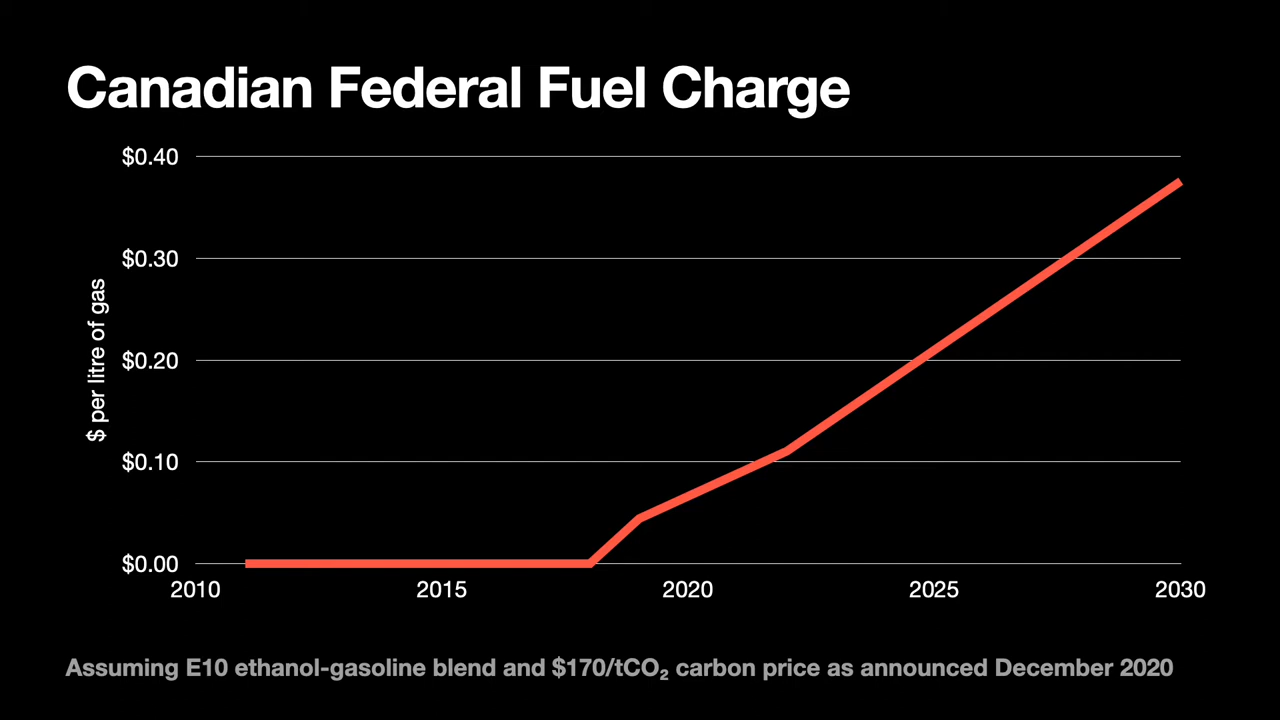 Canadian Federal Fuel Charge
$0.40
$0.30
$0.20
$0.10
$0.00
$ per litre of gas
2010 2015 2020 2025 2030
Assuming E10 ethanol-gasoline blend and $170/tCO₂ carbon price as announced December 2020